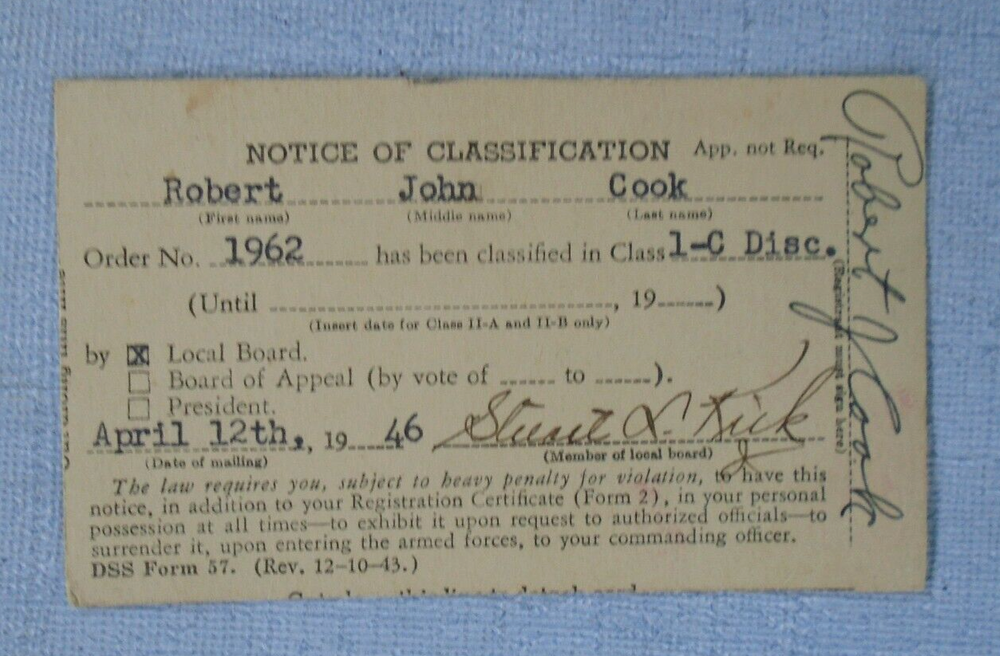 NOTICE OF CLASSIFICATION App. not Req.
Robert John Cook
(First name) (Middle name) (Last name)
Order No. 1962 has been classified in Class 1-C Disc.
(Until , 19 )
(Insert date for Class II-A and II-B only)
by ☒ Local Board.
☐ Board of Appeal (by vote of to ).
☐ President.
April 12th, , 19 46 Stuart L. Kirk
(Date of mailing) (Member of local board)
The law requires you, subject to heavy penalty for violation, to have this
notice, in addition to your Registration Certificate (Form 2), in your personal
possession at all times—to exhibit it upon request to authorized officials—to
surrender it, upon entering the armed forces, to your commanding officer.
DSS Form 57. (Rev. 12-10-43.)
Robert J Cook
(Registrant must sign here)